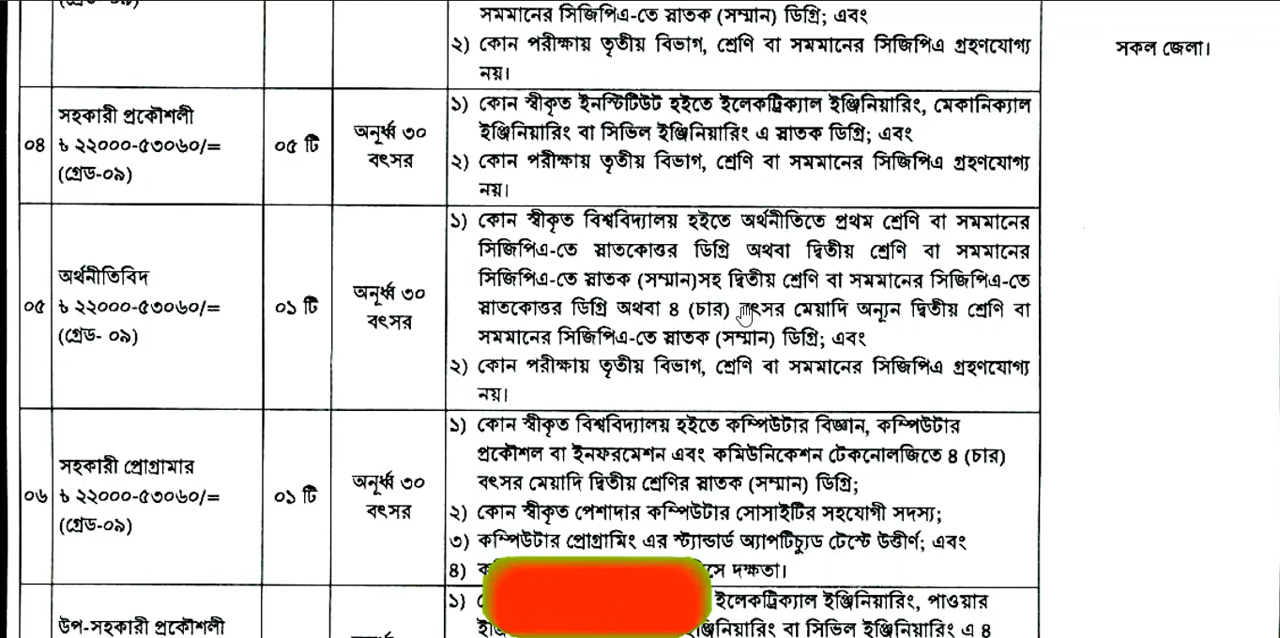 সমমানের সিজিপিএ-তে স্নাতক (সম্মান) ডিগ্রি; এবং
২) কোন পরীক্ষায় তৃতীয় বিভাগ, শ্রেণি বা সমমানের সিজিপিএ গ্রহণযোগ্য
নয়।
সকল জেলা।
০৪
সহকারী প্রকৌশলী
৳ ২২০০০-৫৩০৬০/=
(গ্রেড-০৯)
০৫ টি
অনূর্ধ্ব ৩০
বৎসর
১) কোন স্বীকৃত ইনস্টিটিউট হইতে ইলেকট্রিক্যাল ইঞ্জিনিয়ারিং, মেকানিক্যাল
ইঞ্জিনিয়ারিং বা সিভিল ইঞ্জিনিয়ারিং এ স্নাতক ডিগ্রি; এবং
২) কোন পরীক্ষায় তৃতীয় বিভাগ, শ্রেণি বা সমমানের সিজিপিএ গ্রহণযোগ্য
নয়।
০৫
অর্থনীতিবিদ
৳ ২২০০০-৫৩০৬০/=
(গ্রেড- ০৯)
০১ টি
অনূর্ধ্ব ৩০
বৎসর
১) কোন স্বীকৃত বিশ্ববিদ্যালয় হইতে অর্থনীতিতে প্রথম শ্রেণি বা সমমানের
সিজিপিএ-তে স্নাতকোত্তর ডিগ্রি অথবা দ্বিতীয় শ্রেণি বা সমমানের
সিজিপিএ-তে স্নাতক (সম্মান)সহ দ্বিতীয় শ্রেণি বা সমমানের সিজিপিএ-তে
স্নাতকোত্তর ডিগ্রি অথবা ৪ (চার) বৎসর মেয়াদি অন্যূন দ্বিতীয় শ্রেণি বা
সমমানের সিজিপিএ-তে স্নাতক (সম্মান) ডিগ্রি; এবং
২) কোন পরীক্ষায় তৃতীয় বিভাগ, শ্রেণি বা সমমানের সিজিপিএ গ্রহণযোগ্য
নয়।
০৬
সহকারী প্রোগ্রামার
৳ ২২০০০-৫৩০৬০/=
(গ্রেড-০৯)
০১ টি
অনূর্ধ্ব ৩০
বৎসর
১) কোন স্বীকৃত বিশ্ববিদ্যালয় হইতে কম্পিউটার বিজ্ঞান, কম্পিউটার
প্রকৌশল বা ইনফরমেশন এবং কমিউনিকেশন টেকনোলজিতে ৪ (চার)
বৎসর মেয়াদি দ্বিতীয় শ্রেণির স্নাতক (সম্মান) ডিগ্রি;
২) কোন স্বীকৃত পেশাদার কম্পিউটার সোসাইটির সহযোগী সদস্য;
৩) কম্পিউটার প্রোগ্রামিং এর স্ট্যান্ডার্ড অ্যাপটিচ্যুড টেস্টে উত্তীর্ণ; এবং
৪) দক্ষতা।
উপ-সহকারী প্রকৌশলী
১) ইলেকট্রিক্যাল ইঞ্জিনিয়ারিং, পাওয়ার
বা সিভিল ইঞ্জিনিয়ারিং এ ৪